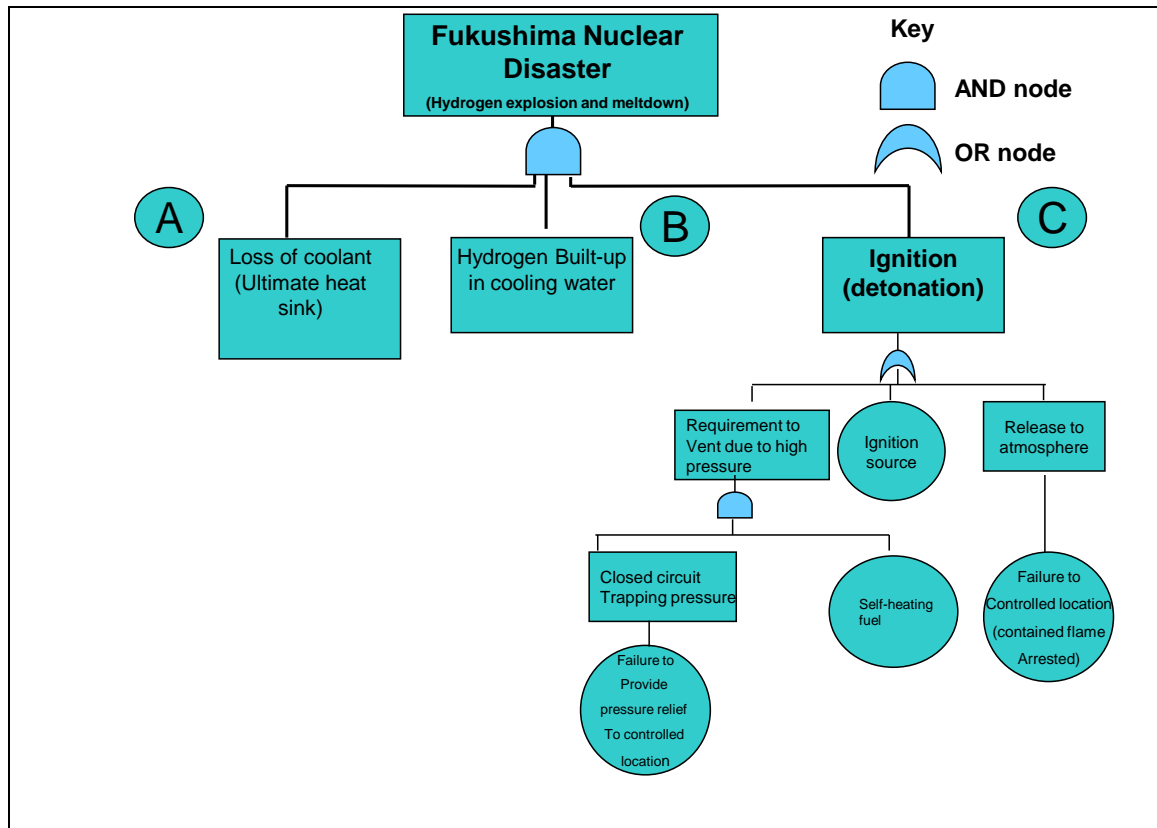 Fukushima Nuclear
Disaster
(Hydrogen explosion and meltdown)
Key
AND node
OR node
A
B
C
Loss of coolant
(Ultimate heat
sink)
Hydrogen Built-up
in cooling water
Ignition
(detonation)
Requirement to
Vent due to high
pressure
Ignition
source
Release to
atmosphere
Closed circuit
Trapping pressure
Self-heating
fuel
Failure to
Controlled location
(contained flame
Arrested)
Failure to
Provide
pressure relief
To controlled
location